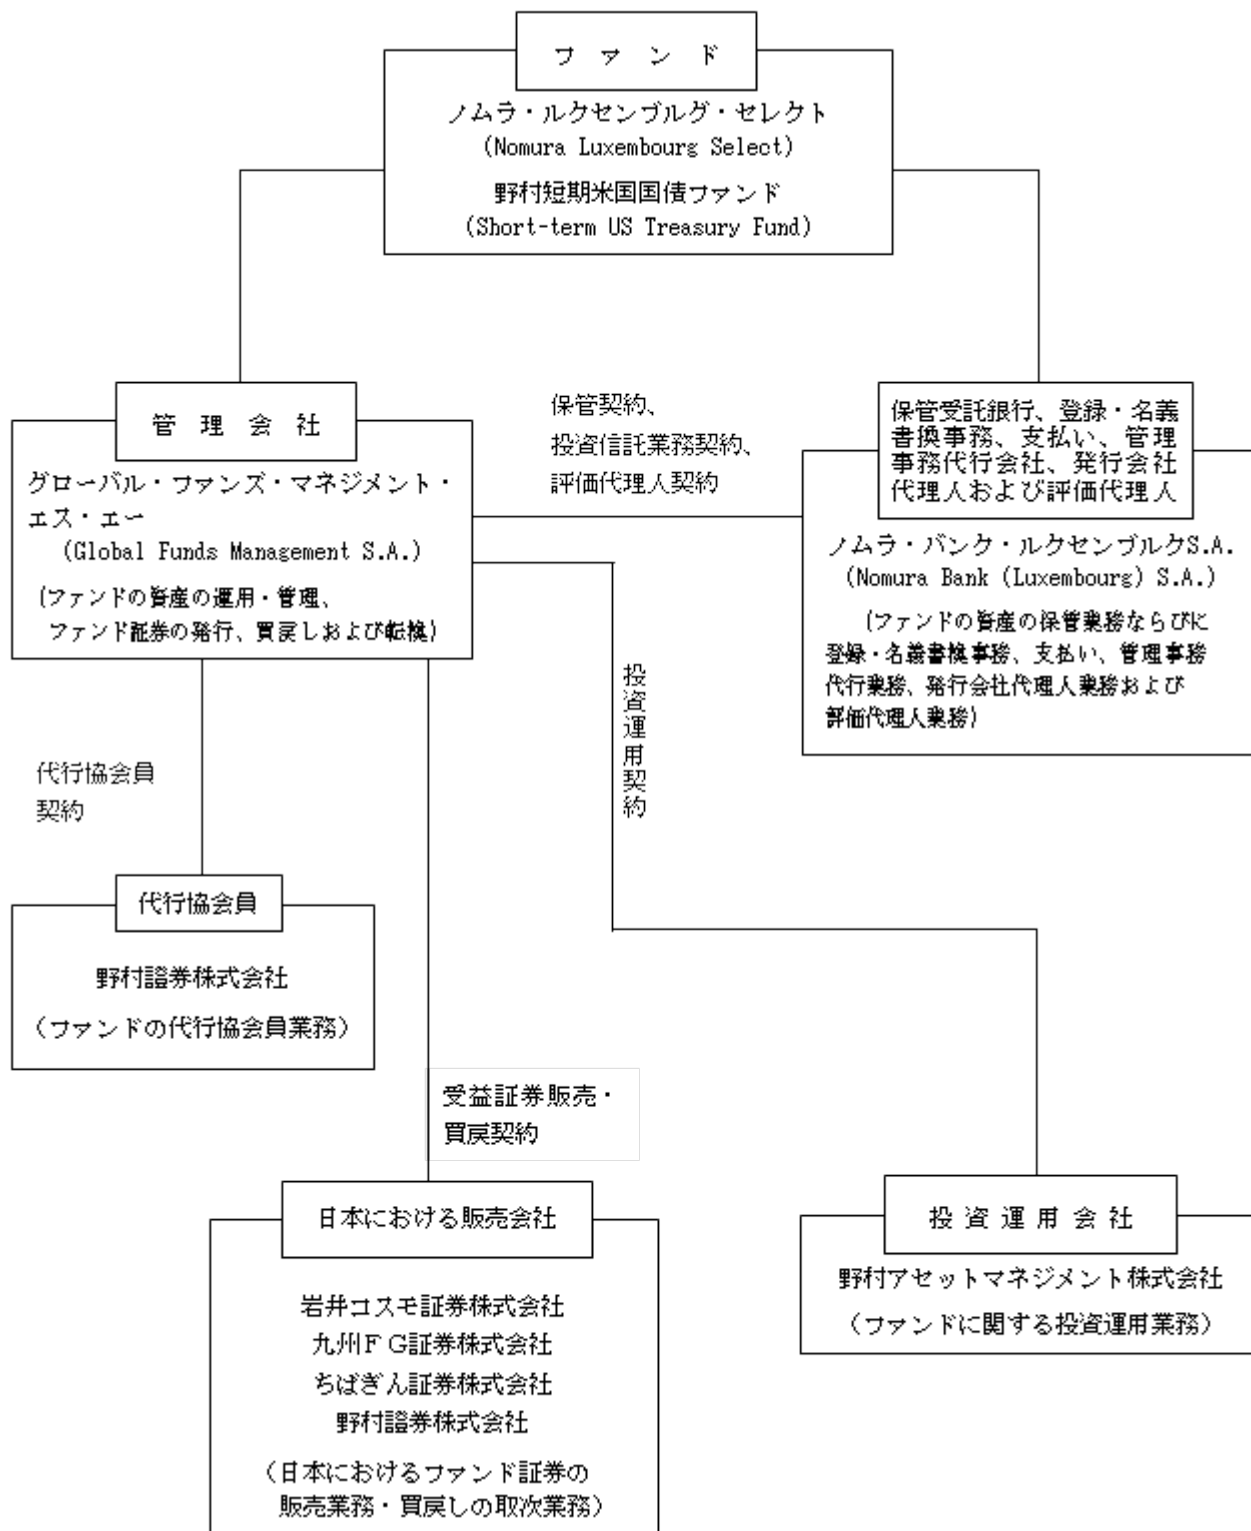 ファンド
ノムラ・ルクセンブルグ・セレクト
(Nomura Luxembourg Select)
野村短期米国国債ファンド
(Short-term US Treasury Fund)
管理会社
グローバル・ファンズ・マネジメント・
エス・エー
(Global Funds Management S.A.)
(ファンドの資産の運用・管理、
ファンド証券の発行、買戻しおよび転換)
保管契約、
投資信託業務契約、
評価代理人契約
保管受託銀行、登録・名義
書換事務、支払い、管理
事務代行会社、発行会社
代理人および評価代理人
ノムラ・バンク・ルクセンブルクS.A.
(Nomura Bank (Luxembourg) S.A.)
(ファンドの資産の保管業務ならびに
登録・名義書換事務、支払い、管理事務
代行業務、発行会社代理人業務および
評価代理人業務)
投資運用契約
代行協会員
契約
代行協会員
野村證券株式会社
(ファンドの代行協会員業務)
受益証券販売・
買戻契約
日本における販売会社
岩井コスモ証券株式会社
九州FG証券株式会社
ちばぎん証券株式会社
野村證券株式会社
(日本におけるファンド証券の
販売業務・買戻しの取次業務)
投資運用会社
野村アセットマネジメント株式会社
(ファンドに関する投資運用業務)